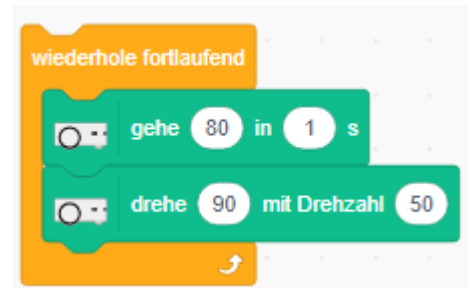 wiederhole fortlaufend
gehe 80 in 1 s
drehe 90 mit Drehzahl 50